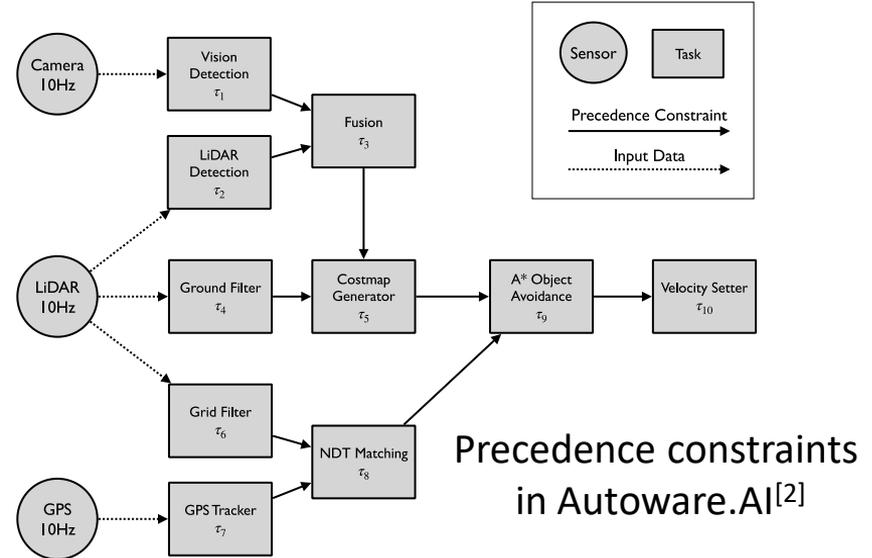 Camera
10Hz
Vision
Detection
τ1
LiDAR
Detection
τ2
Fusion
τ3
Sensor
Task
Precedence Constraint
Input Data
LiDAR
10Hz
Ground Filter
τ4
Costmap
Generator
τ5
A* Object
Avoidance
τ9
Velocity Setter
τ10
Grid Filter
τ6
NDT Matching
τ8
GPS
10Hz
GPS Tracker
τ7
Precedence constraints
in Autoware.AI[2]